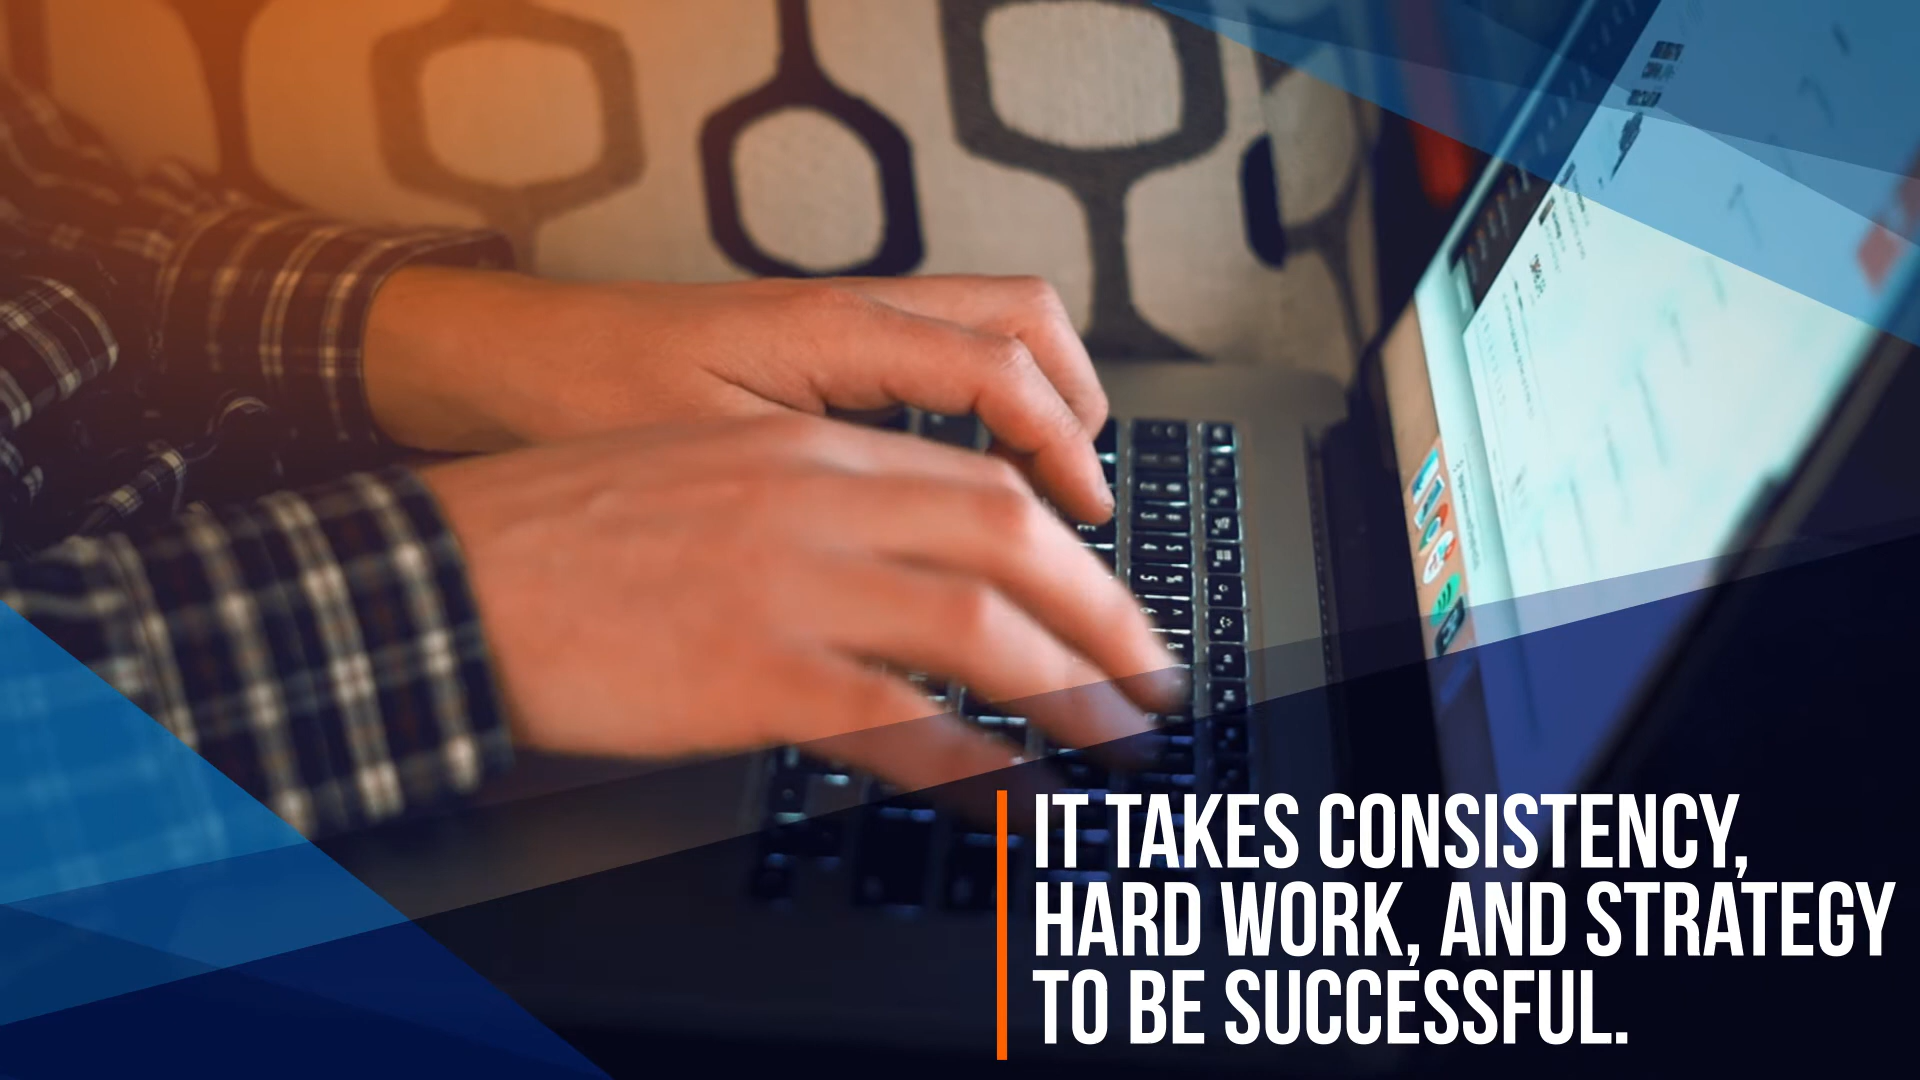 IT TAKES CONSISTENCY,
HARD WORK, AND STRATEGY
TO BE SUCCESSFUL.